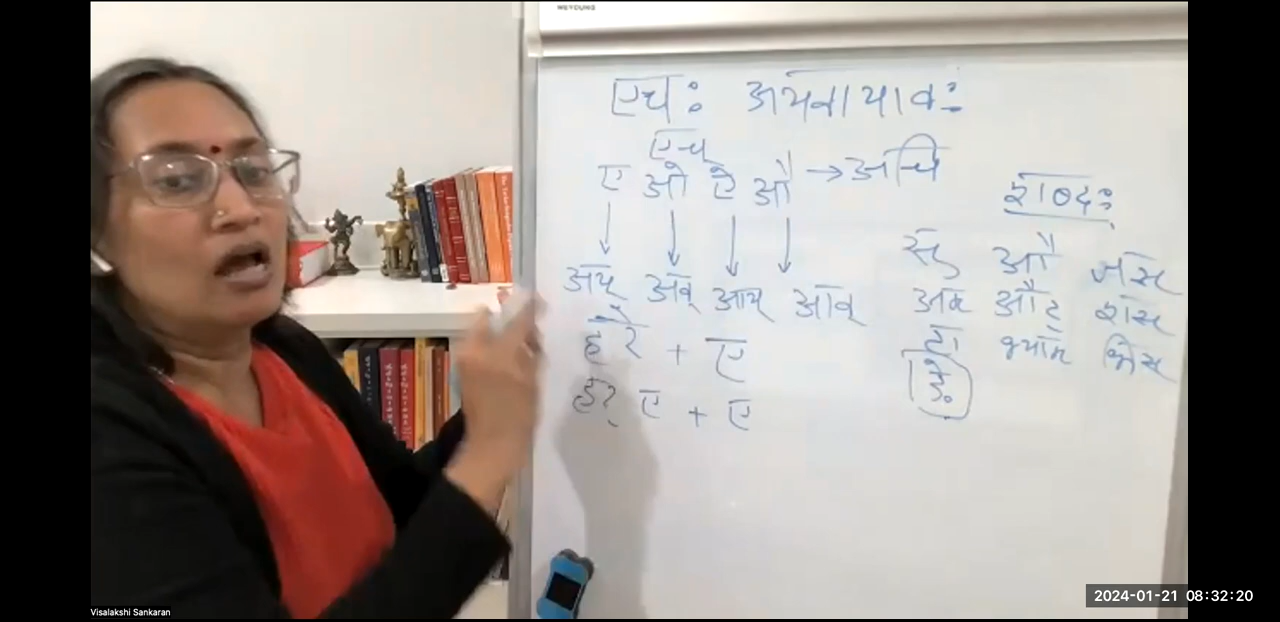 WEYOUNG
एचः अयवायावः
एच्
ए ओ ऐ औ → अचि
अय् अव् आय् आव्
हरे + ए
हर् ए + ए
शब्दः
सु औ जस्
अम् औट् शस्
टा भ्याम् भिस्
ङे
Visalakshi Sankaran
2024-01-21 08:32:20